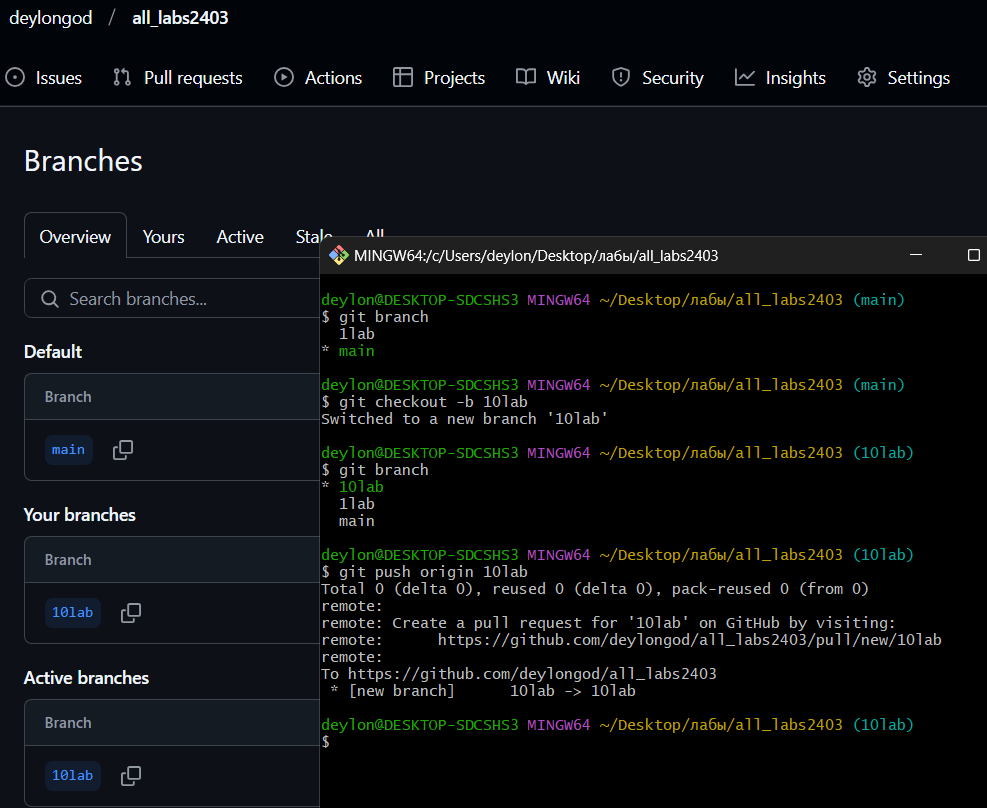 deylongod / all_labs2403
Issues Pull requests Actions Projects Wiki Security Insights Settings
Branches
Overview Yours Active Stale All
Search branches...
Default
Branch
main
Your branches
Branch
10lab
Active branches
Branch
10lab
MINGW64:/c/Users/deylon/Desktop/лабы/all_labs2403
deylon@DESKTOP-SDCSHS3 MINGW64 ~/Desktop/лабы/all_labs2403 (main)
$ git branch
1lab
* main
deylon@DESKTOP-SDCSHS3 MINGW64 ~/Desktop/лабы/all_labs2403 (main)
$ git checkout -b 10lab
Switched to a new branch '10lab'
deylon@DESKTOP-SDCSHS3 MINGW64 ~/Desktop/лабы/all_labs2403 (10lab)
$ git branch
* 10lab
1lab
main
deylon@DESKTOP-SDCSHS3 MINGW64 ~/Desktop/лабы/all_labs2403 (10lab)
$ git push origin 10lab
Total 0 (delta 0), reused 0 (delta 0), pack-reused 0 (from 0)
remote:
remote: Create a pull request for '10lab' on GitHub by visiting:
remote:      https://github.com/deylongod/all_labs2403/pull/new/10lab
remote:
To https://github.com/deylongod/all_labs2403
* [new branch]      10lab -> 10lab
deylon@DESKTOP-SDCSHS3 MINGW64 ~/Desktop/лабы/all_labs2403 (10lab)
$